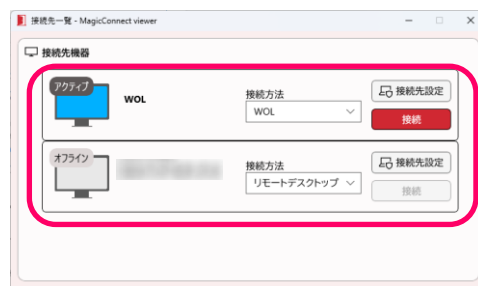 接続先一覧 - MagicConnect viewer
接続先機器
アクティブ
WOL
接続方法
WOL
接続先設定
接続
オフライン
接続方法
リモートデスクトップ
接続先設定
接続